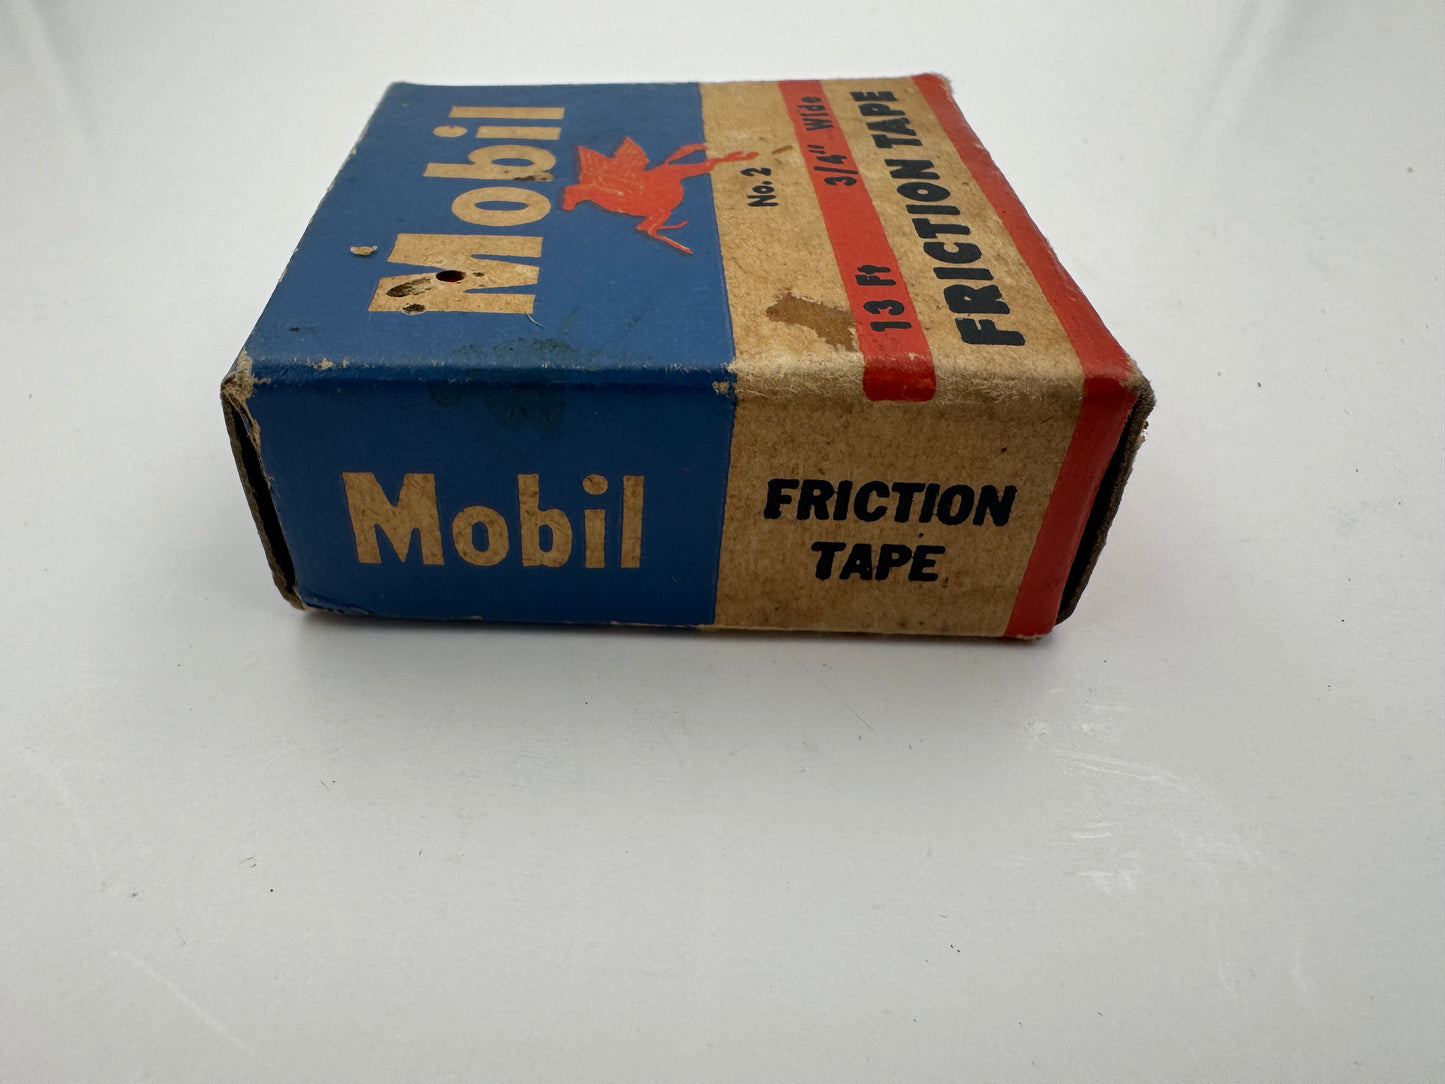 Mobil
No. 2
13 Ft 3/4" Wide
FRICTION TAPE
Mobil
FRICTION
TAPE